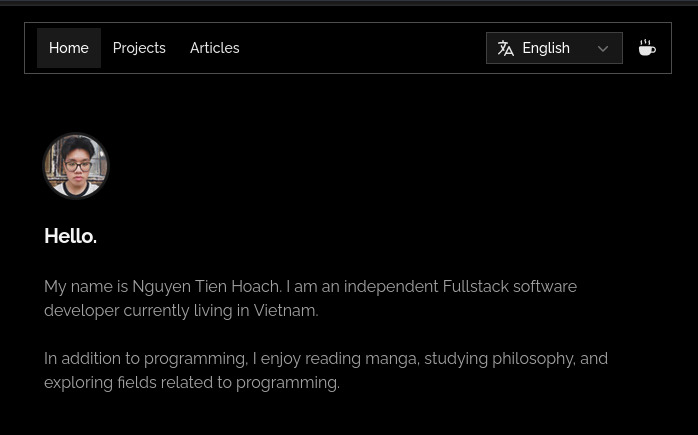 Home Projects Articles English
Hello.
My name is Nguyen Tien Hoach. I am an independent Fullstack software
developer currently living in Vietnam.
In addition to programming, I enjoy reading manga, studying philosophy, and
exploring fields related to programming.